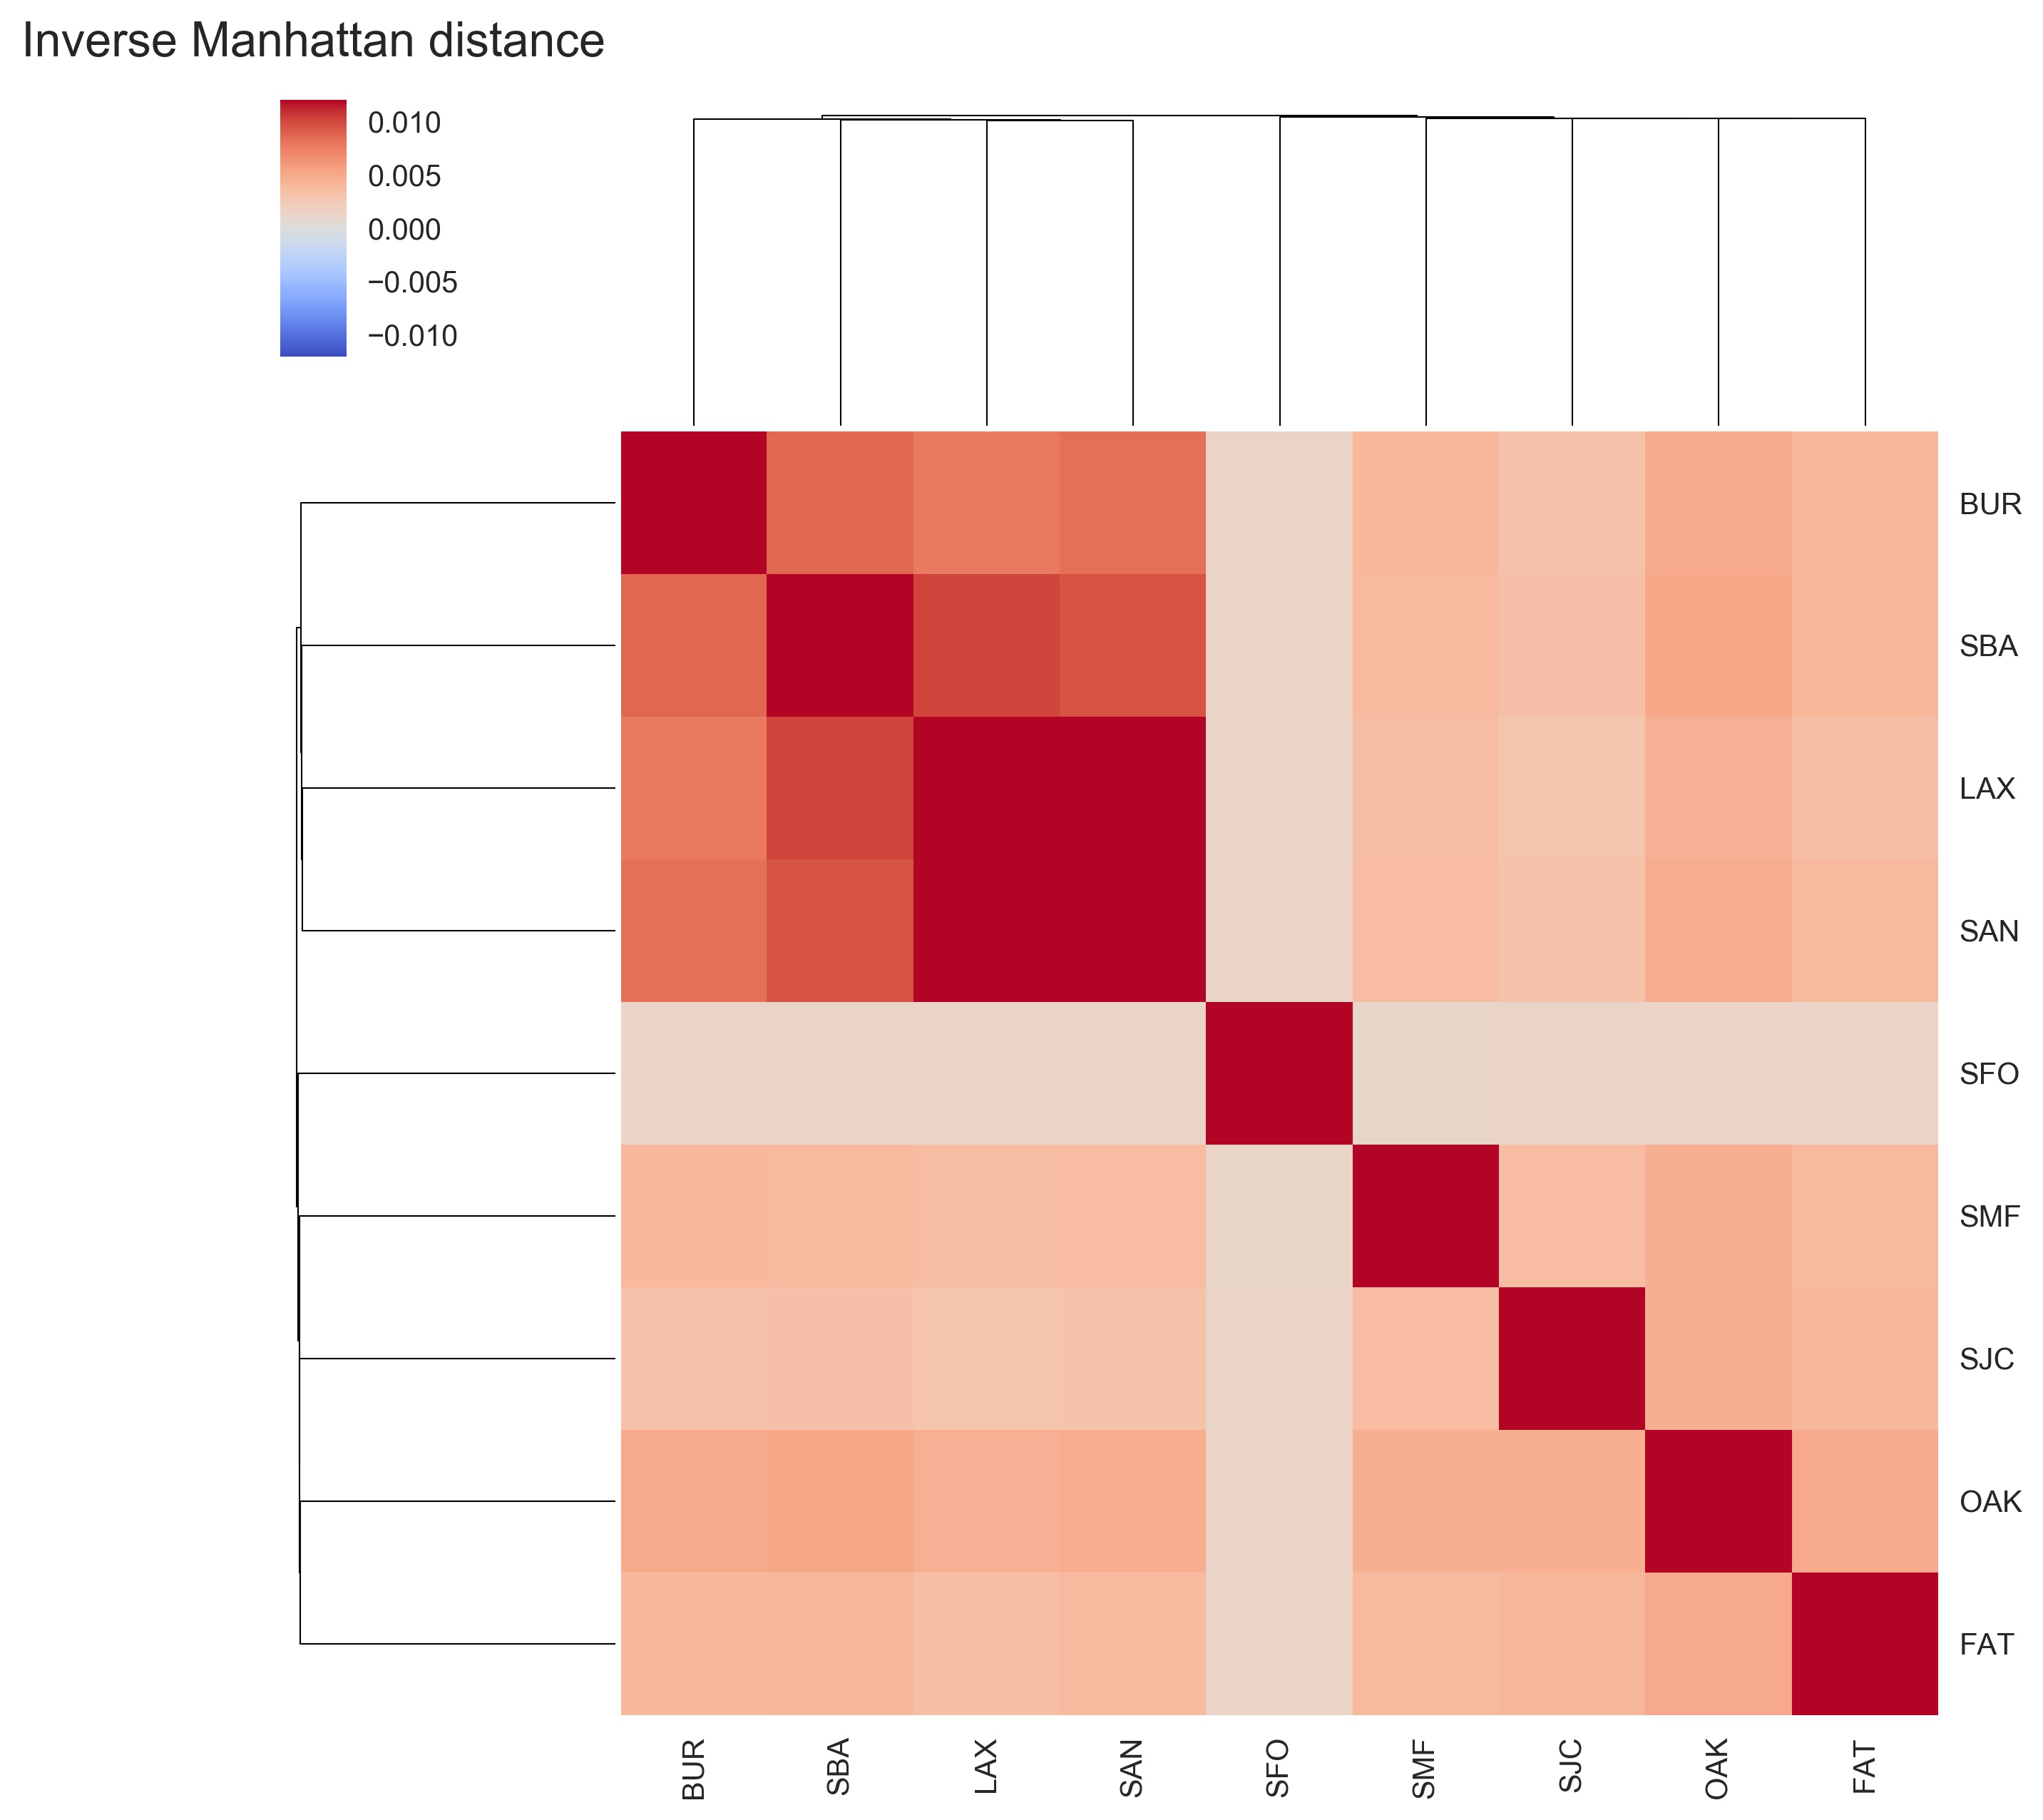 Inverse Manhattan distance
0.010
0.005
0.000
−0.005
−0.010
BUR
SBA
LAX
SAN
SFO
SMF
SJC
OAK
FAT
BUR
SBA
LAX
SAN
SFO
SMF
SJC
OAK
FAT